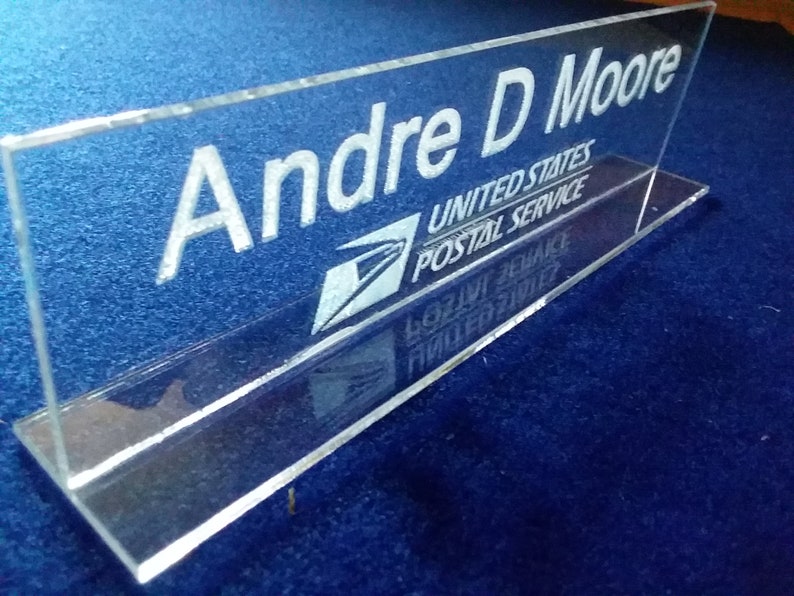 Andre D Moore
UNITED STATES
POSTAL SERVICE